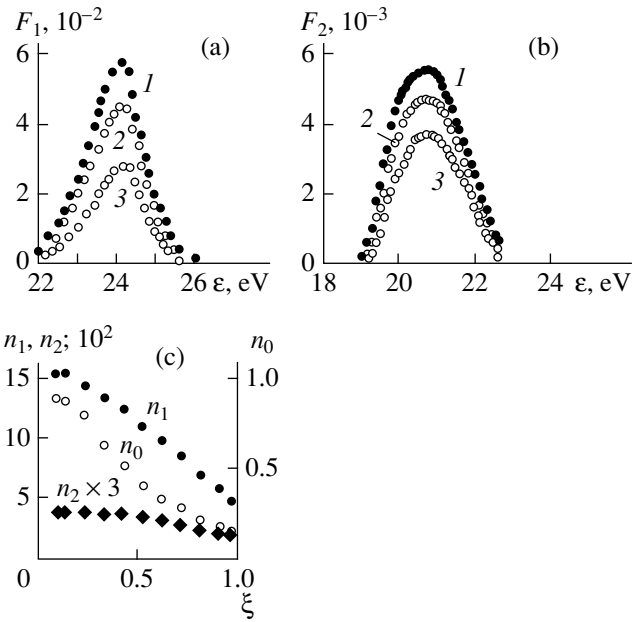 F₁, 10⁻²
(a)
6
4
2
0
1
2
3
22 24 26 ε, eV
F₂, 10⁻³
(b)
6
4
2
0
1
2
3
18 20 22 24 ε, eV
n₁, n₂; 10²
(c)
n₀
15
10
5
0
1.0
0.5
n₁
n₀
n₂ × 3
0.5 1.0
ξ